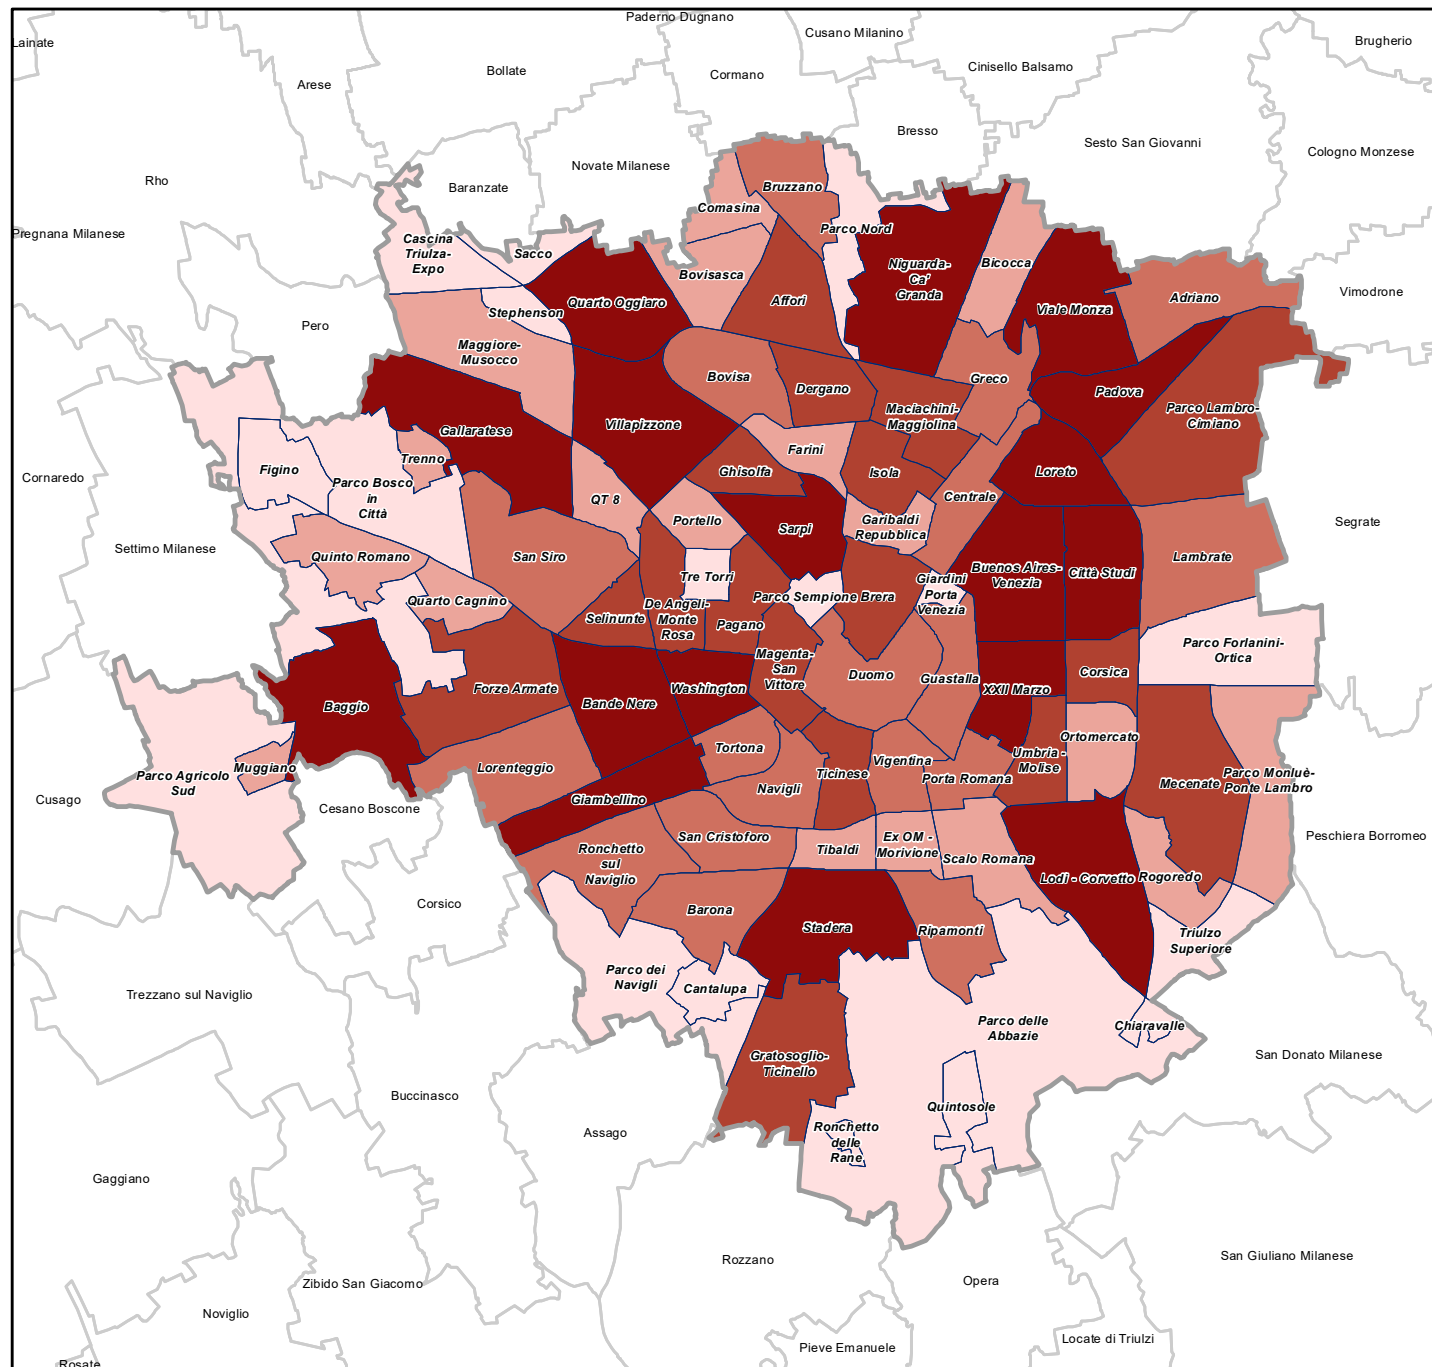 Paderno Dugnano
Cusano Milanino
Brugherio
Lainate
Bollate
Cinisello Balsamo
Cormano
Arese
Bresso
Sesto San Giovanni
Cologno Monzese
Novate Milanese
Rho
Baranzate
Bruzzano
Comasina
Parco Nord
Pregnana Milanese
Cascina
Triulza-
Expo
Sacco
Bovisasca
Niguarda-
Ca'
Granda
Bicocca
Vimodrone
Quarto Oggiaro
Affori
Adriano
Stephenson
Viale Monza
Pero
Maggiore-
Musocco
Bovisa
Dergano
Greco
Padova
Maciachini-
Maggiolina
Parco Lambro-
Cimiano
Gallaratese
Villapizzone
Farini
Trenno
Figino
Ghisolfa
Isola
Loreto
Cornaredo
Parco Bosco
in
Città
QT 8
Centrale
Portello
Sarpi
Garibaldi
Repubblica
Segrate
Settimo Milanese
Quinto Romano
San Siro
Lambrate
Tre Torri
Buenos Aires-
Venezia
Città Studi
Giardini
Porta
Venezia
Parco Sempione
Brera
Quarto Cagnino
De Angeli-
Monte
Rosa
Selinunte
Pagano
Parco Forlanini-
Ortica
Magenta-
San
Vittore
Duomo
Guastalla
Corsica
Forze Armate
Washington
XXII Marzo
Bande Nere
Baggio
Ortomercato
Tortona
Umbria -
Molise
Vigentina
Lorenteggio
Muggiano
Parco Agricolo
Sud
Ticinese
Porta Romana
Navigli
Mecenate
Parco Monluè-
Ponte Lambro
Cusago
Cesano Boscone
Giambellino
San Cristoforo
Ex OM -
Morivione
Peschiera Borromeo
Ronchetto
sul
Naviglio
Tibaldi
Scalo Romana
Lodi - Corvetto
Rogoredo
Corsico
Barona
Stadera
Ripamonti
Triulzo
Superiore
Parco dei
Navigli
Cantalupa
Trezzano sul Naviglio
Parco delle
Abbazie
Chiaravalle
San Donato Milanese
Gratosoglio-
Ticinello
Buccinasco
Quintosole
Assago
Ronchetto
delle
Rane
Gaggiano
Rozzano
San Giuliano Milanese
Opera
Zibido San Giacomo
Noviglio
Locate di Triulzi
Pieve Emanuele
Rosate